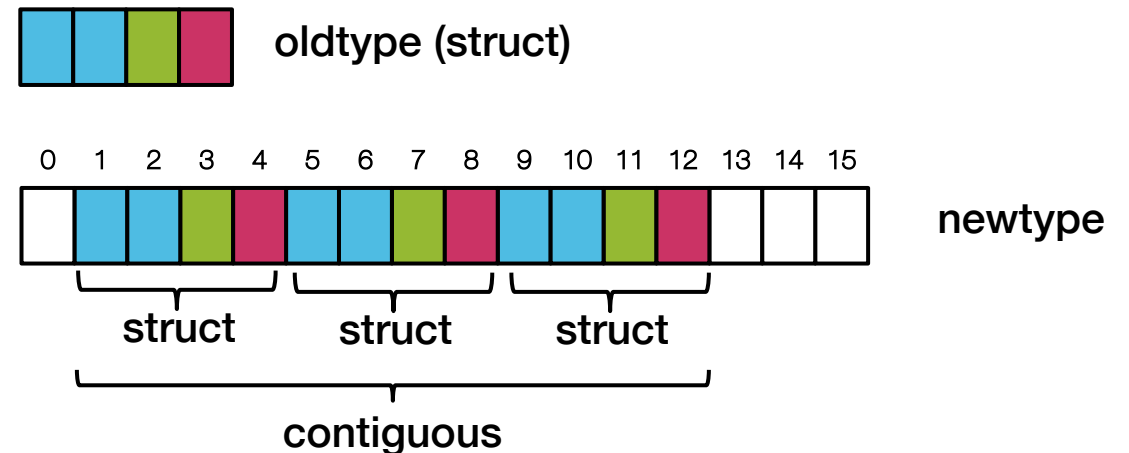 oldtype (struct)
0 1 2 3 4 5 6 7 8 9 10 11 12 13 14 15
newtype
struct struct struct
contiguous